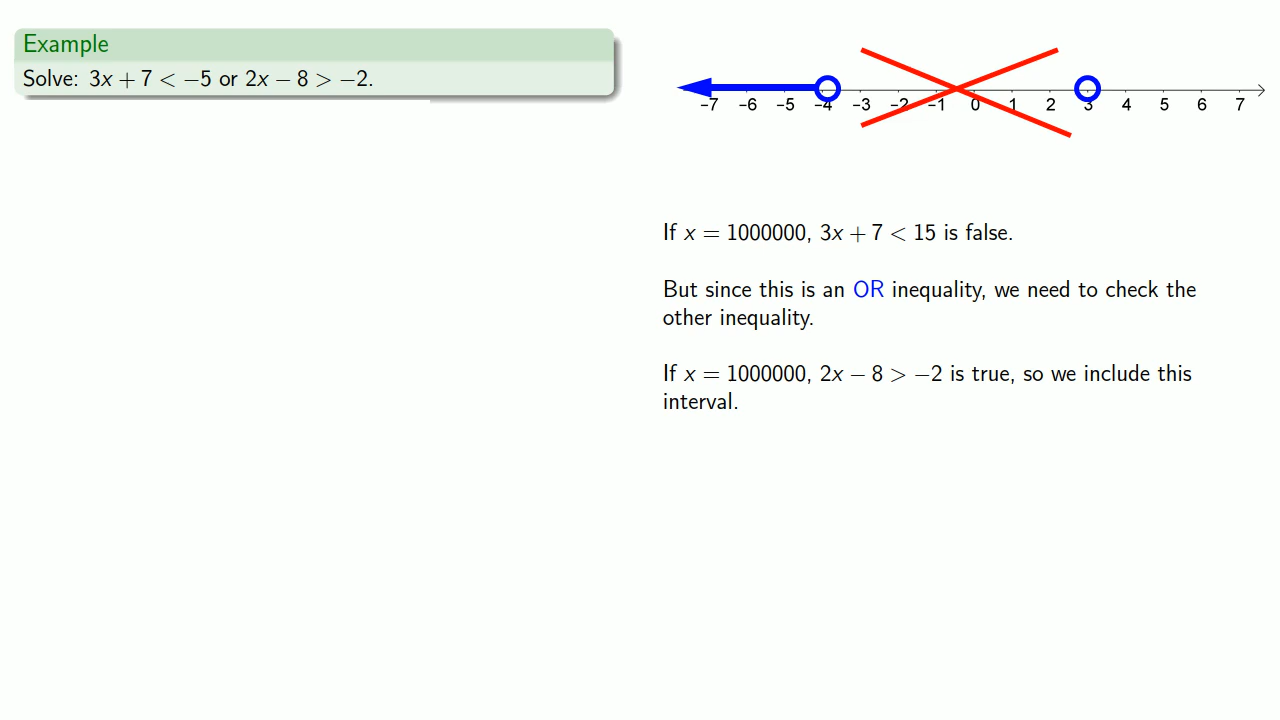 Example
Solve: 3x + 7 < −5 or 2x − 8 > −2.
−7 −6 −5 −4 −3 −2 −1 0 1 2 3 4 5 6 7
If x = 1000000, 3x + 7 < 15 is false.
But since this is an OR inequality, we need to check the
other inequality.
If x = 1000000, 2x − 8 > −2 is true, so we include this
interval.